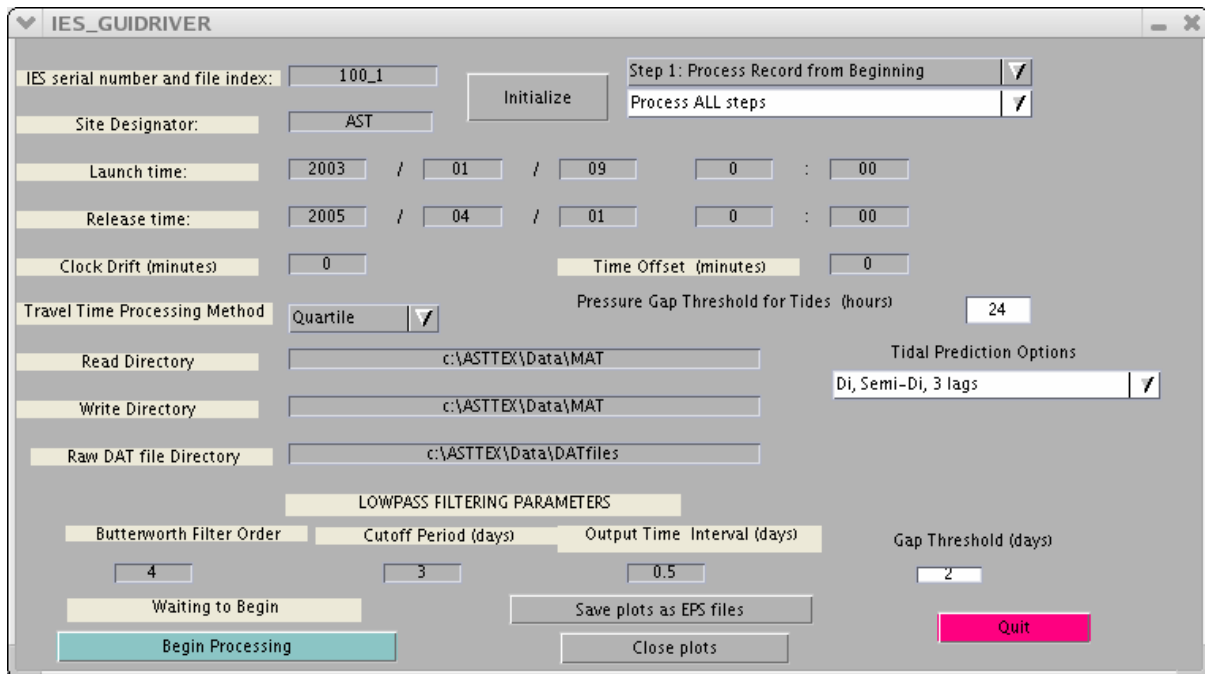 IES_GUIDRIVER
IES serial number and file index: 100_1
Initialize
Step 1: Process Record from Beginning
Process ALL steps
Site Designator: AST
Launch time: 2003 / 01 / 09 0 : 00
Release time: 2005 / 04 / 01 0 : 00
Clock Drift (minutes) 0 Time Offset (minutes) 0
Travel Time Processing Method Quartile
Pressure Gap Threshold for Tides (hours) 24
Read Directory c:\ASTTEX\Data\MAT
Tidal Prediction Options
Di, Semi-Di, 3 lags
Write Directory c:\ASTTEX\Data\MAT
Raw DAT file Directory c:\ASTTEX\Data\DATfiles
LOWPASS FILTERING PARAMETERS
Butterworth Filter Order Cutoff Period (days) Output Time Interval (days) Gap Threshold (days)
4 3 0.5 2
Waiting to Begin Save plots as EPS files
Quit
Begin Processing Close plots